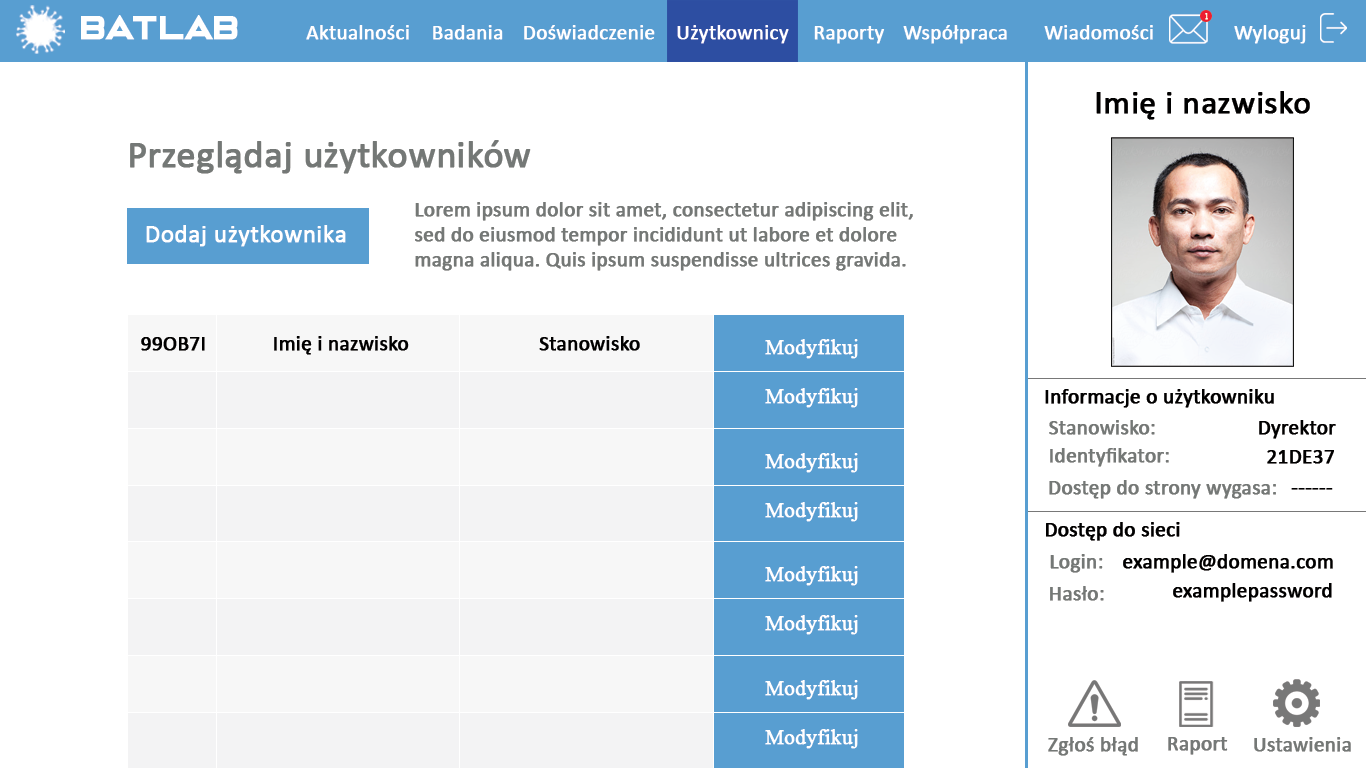 BATLAB
Aktualności Badania Doświadczenie Użytkownicy Raporty Współpraca Wiadomości 1 Wyloguj
Przeglądaj użytkowników
Dodaj użytkownika
Lorem ipsum dolor sit amet, consectetur adipiscing elit,
sed do eiusmod tempor incididunt ut labore et dolore
magna aliqua. Quis ipsum suspendisse ultrices gravida.
99OB7I Imię i nazwisko Stanowisko Modyfikuj
Modyfikuj
Modyfikuj
Modyfikuj
Modyfikuj
Modyfikuj
Modyfikuj
Modyfikuj
Imię i nazwisko
Informacje o użytkowniku
Stanowisko: Dyrektor
Identyfikator: 21DE37
Dostęp do strony wygasa: ------
Dostęp do sieci
Login: example@domena.com
Hasło: examplepassword
Zgłoś błąd Raport Ustawienia